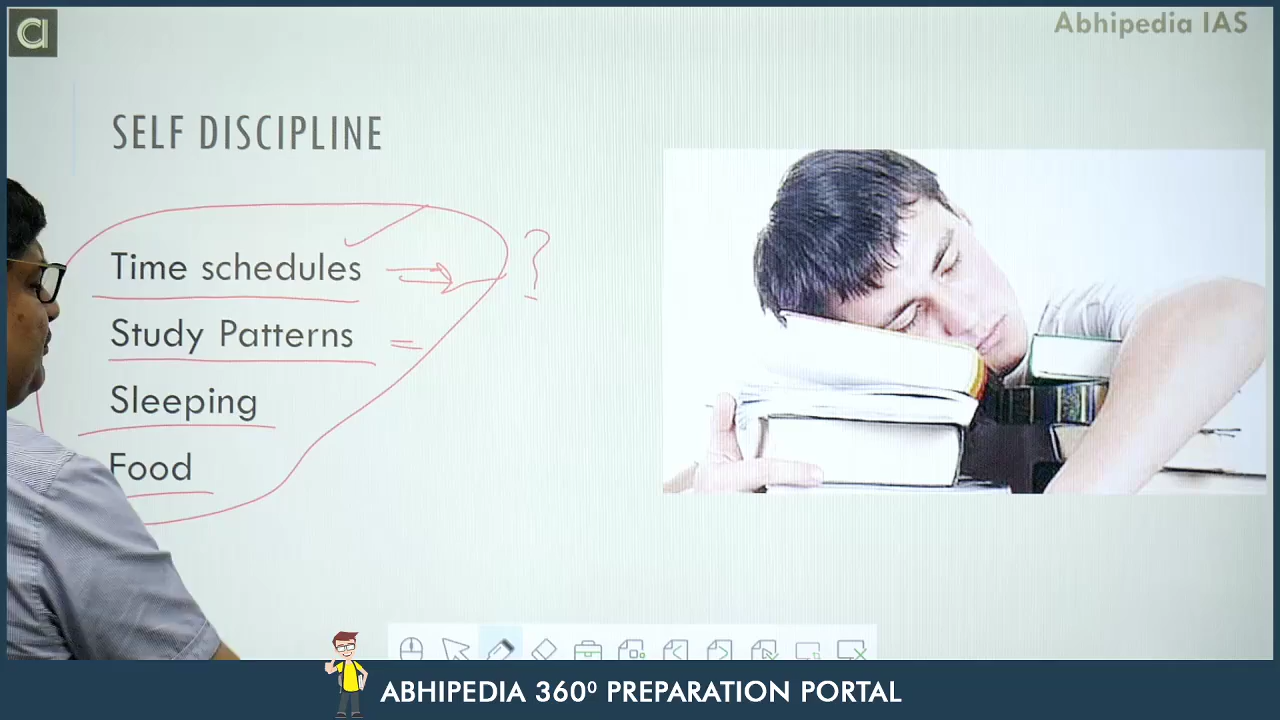 Abhipedia IAS
SELF DISCIPLINE
Time schedules
?
Study Patterns
Sleeping
Food
ABHIPEDIA 360⁰ PREPARATION PORTAL